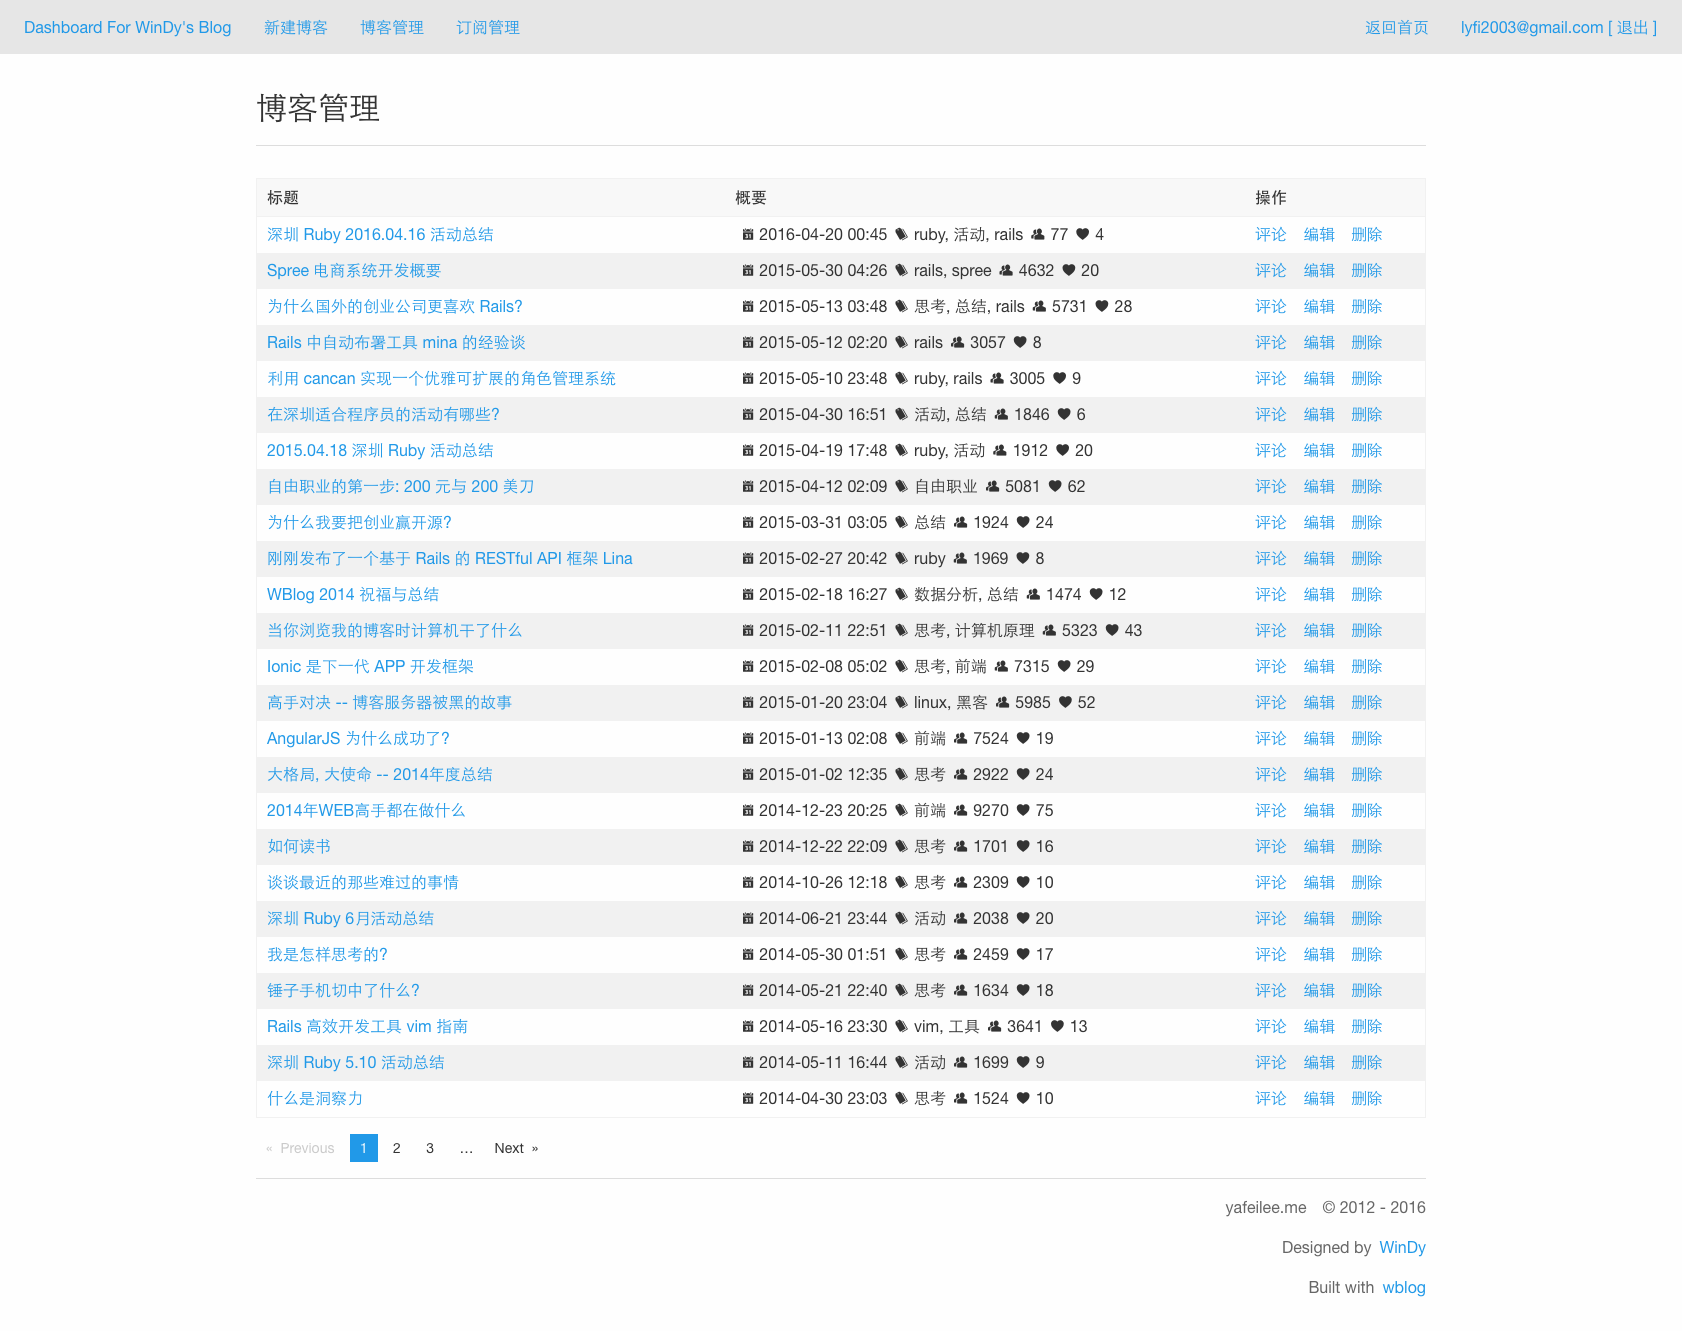 Dashboard For WinDy's Blog 新建博客 博客管理 订阅管理 返回首页 lyfi2003@gmail.com [ 退出 ]
博客管理
标题 概要 操作
深圳 Ruby 2016.04.16 活动总结 2016-04-20 00:45 ruby, 活动, rails 77 4 评论 编辑 删除
Spree 电商系统开发概要 2015-05-30 04:26 rails, spree 4632 20 评论 编辑 删除
为什么国外的创业公司更喜欢 Rails? 2015-05-13 03:48 思考, 总结, rails 5731 28 评论 编辑 删除
Rails 中自动布署工具 mina 的经验谈 2015-05-12 02:20 rails 3057 8 评论 编辑 删除
利用 cancan 实现一个优雅可扩展的角色管理系统 2015-05-10 23:48 ruby, rails 3005 9 评论 编辑 删除
在深圳适合程序员的活动有哪些? 2015-04-30 16:51 活动, 总结 1846 6 评论 编辑 删除
2015.04.18 深圳 Ruby 活动总结 2015-04-19 17:48 ruby, 活动 1912 20 评论 编辑 删除
自由职业的第一步: 200 元与 200 美刀 2015-04-12 02:09 自由职业 5081 62 评论 编辑 删除
为什么我要把创业赢开源? 2015-03-31 03:05 总结 1924 24 评论 编辑 删除
刚刚发布了一个基于 Rails 的 RESTful API 框架 Lina 2015-02-27 20:42 ruby 1969 8 评论 编辑 删除
WBlog 2014 祝福与总结 2015-02-18 16:27 数据分析, 总结 1474 12 评论 编辑 删除
当你浏览我的博客时计算机干了什么 2015-02-11 22:51 思考, 计算机原理 5323 43 评论 编辑 删除
Ionic 是下一代 APP 开发框架 2015-02-08 05:02 思考, 前端 7315 29 评论 编辑 删除
高手对决 -- 博客服务器被黑的故事 2015-01-20 23:04 linux, 黑客 5985 52 评论 编辑 删除
AngularJS 为什么成功了? 2015-01-13 02:08 前端 7524 19 评论 编辑 删除
大格局, 大使命 -- 2014年度总结 2015-01-02 12:35 思考 2922 24 评论 编辑 删除
2014年WEB高手都在做什么 2014-12-23 20:25 前端 9270 75 评论 编辑 删除
如何读书 2014-12-22 22:09 思考 1701 16 评论 编辑 删除
谈谈最近的那些难过的事情 2014-10-26 12:18 思考 2309 10 评论 编辑 删除
深圳 Ruby 6月活动总结 2014-06-21 23:44 活动 2038 20 评论 编辑 删除
我是怎样思考的? 2014-05-30 01:51 思考 2459 17 评论 编辑 删除
锤子手机切中了什么? 2014-05-21 22:40 思考 1634 18 评论 编辑 删除
Rails 高效开发工具 vim 指南 2014-05-16 23:30 vim, 工具 3641 13 评论 编辑 删除
深圳 Ruby 5.10 活动总结 2014-05-11 16:44 活动 1699 9 评论 编辑 删除
什么是洞察力 2014-04-30 23:03 思考 1524 10 评论 编辑 删除
« Previous 1 2 3 … Next »
yafeilee.me © 2012 - 2016
Designed by WinDy
Built with wblog